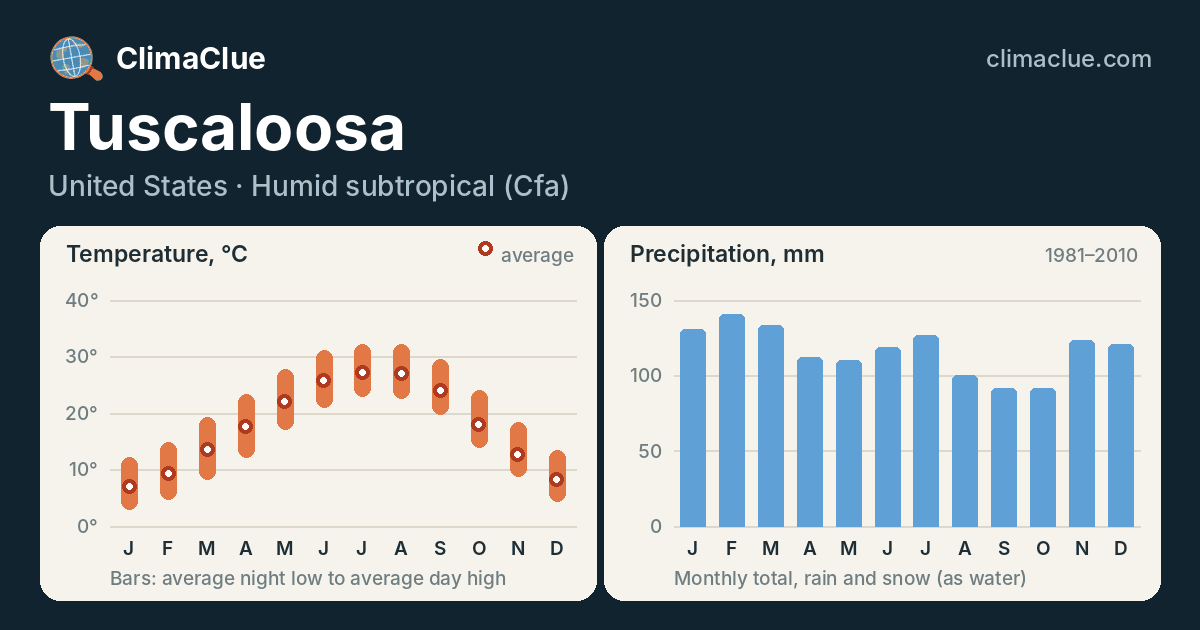 ClimaClue
climaclue.com
Tuscaloosa
United States · Humid subtropical (Cfa)
Temperature, °C
average
40°
30°
20°
10°
0°
J F M A M J J A S O N D
Bars: average night low to average day high
Precipitation, mm
1981–2010
150
100
50
0
J F M A M J J A S O N D
Monthly total, rain and snow (as water)